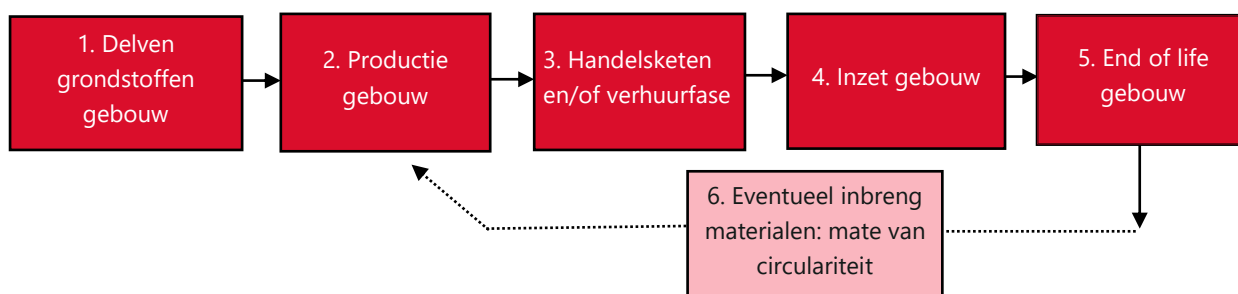 1. Delven
grondstoffen
gebouw
2. Productie
gebouw
3. Handelsketen
en/of verhuurfase
4. Inzet gebouw
5. End of life
gebouw
6. Eventueel inbreng
materialen: mate van
circulariteit